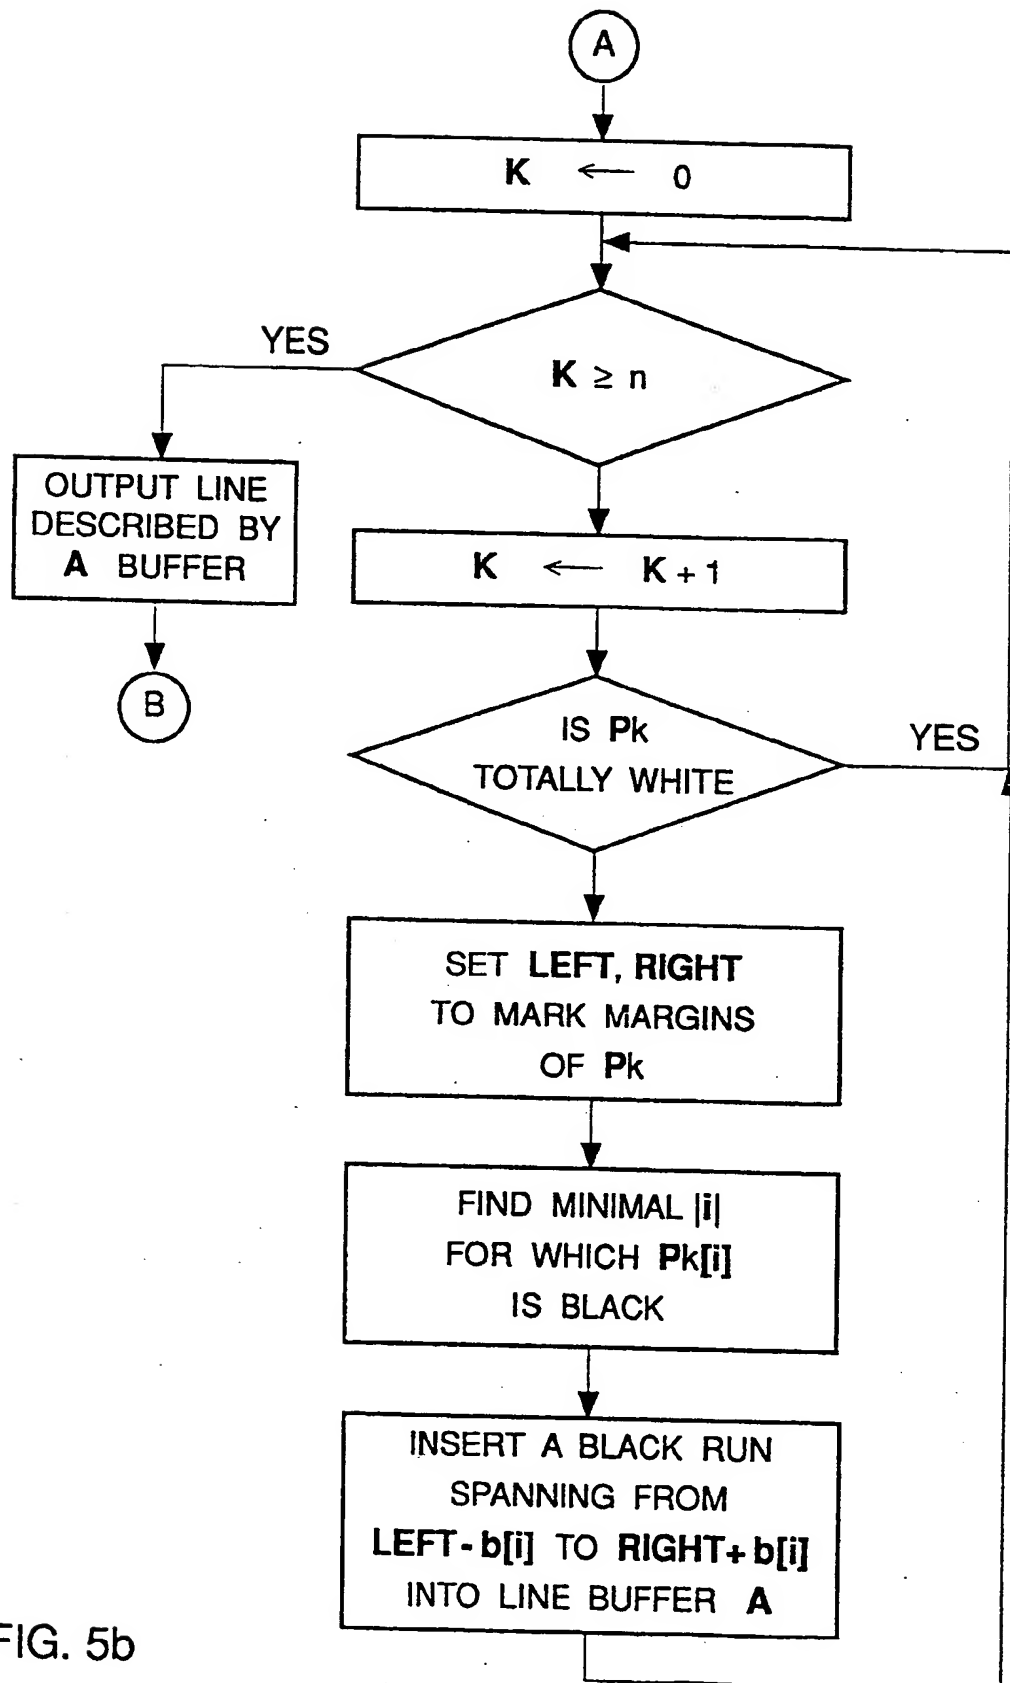 A
K ← 0
YES
K ≥ n
OUTPUT LINE
DESCRIBED BY
A BUFFER
B
K ← K + 1
IS Pk
TOTALLY WHITE
YES
SET LEFT, RIGHT
TO MARK MARGINS
OF Pk
FIND MINIMAL |i|
FOR WHICH Pk[i]
IS BLACK
INSERT A BLACK RUN
SPANNING FROM
LEFT - b[i] TO RIGHT + b[i]
INTO LINE BUFFER A
FIG. 5b